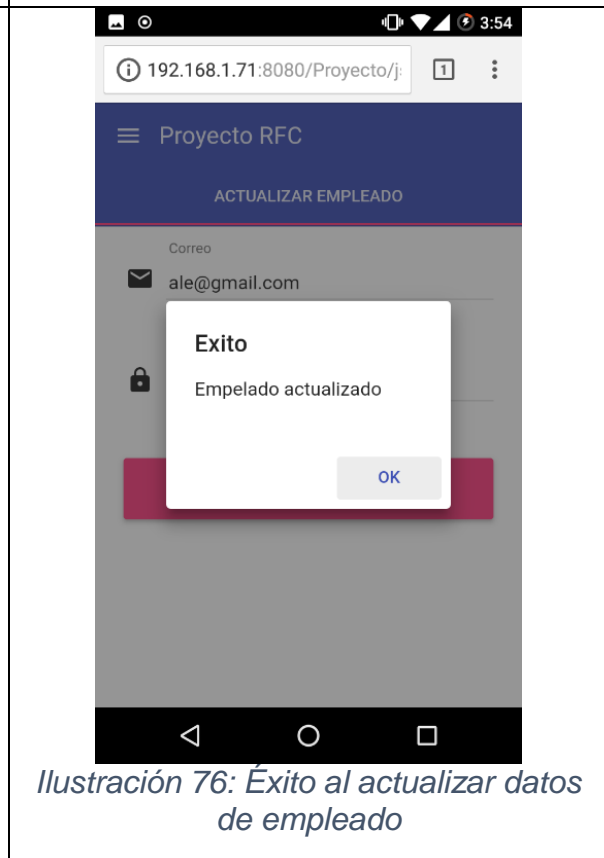 3:54
192.168.1.71:8080/Proyecto/j
1
Proyecto RFC
ACTUALIZAR EMPLEADO
Correo
ale@gmail.com
Exito
Empelado actualizado
OK
Ilustración 76: Éxito al actualizar datos
de empleado